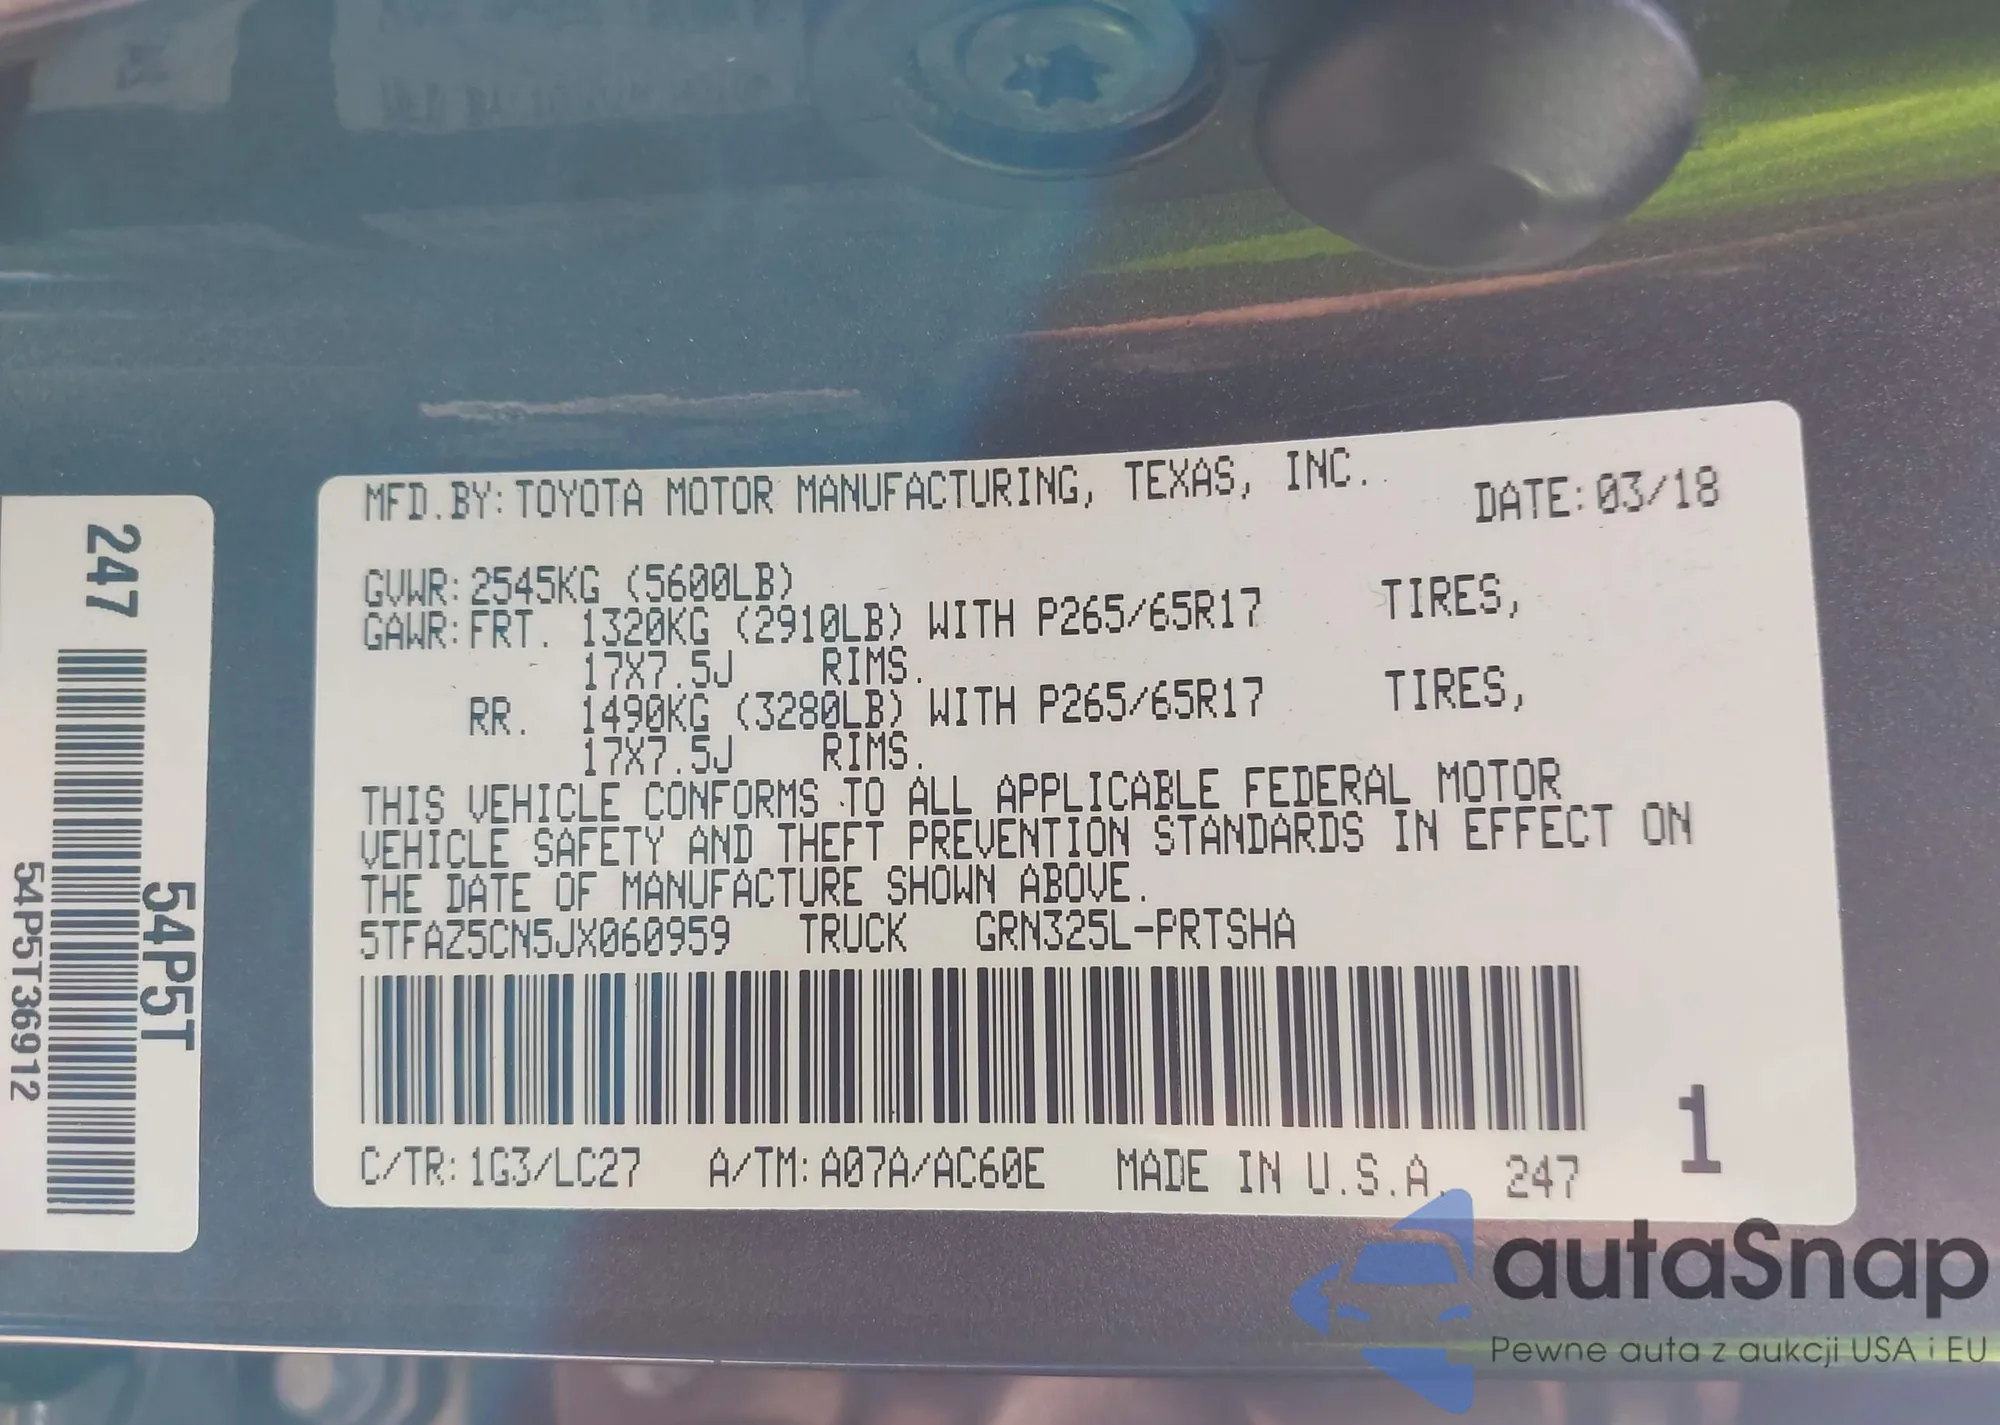 MFD.BY:TOYOTA MOTOR MANUFACTURING, TEXAS, INC. DATE:03/18
GVWR:2545KG (5600LB)
GAWR:FRT. 1320KG (2910LB) WITH P265/65R17 TIRES,
17X7.5J RIMS.
RR. 1490KG (3280LB) WITH P265/65R17 TIRES,
17X7.5J RIMS.
THIS VEHICLE CONFORMS TO ALL APPLICABLE FEDERAL MOTOR
VEHICLE SAFETY AND THEFT PREVENTION STANDARDS IN EFFECT ON
THE DATE OF MANUFACTURE SHOWN ABOVE.
5TFAZ5CN5JX060959 TRUCK GRN325L-PRTSHA
1
C/TR:1G3/LC27 A/TM:A07A/AC60E MADE IN U.S.A. 247
247
54P5T
54P5T36912
autaSnap
Pewne auta z aukcji USA i EU